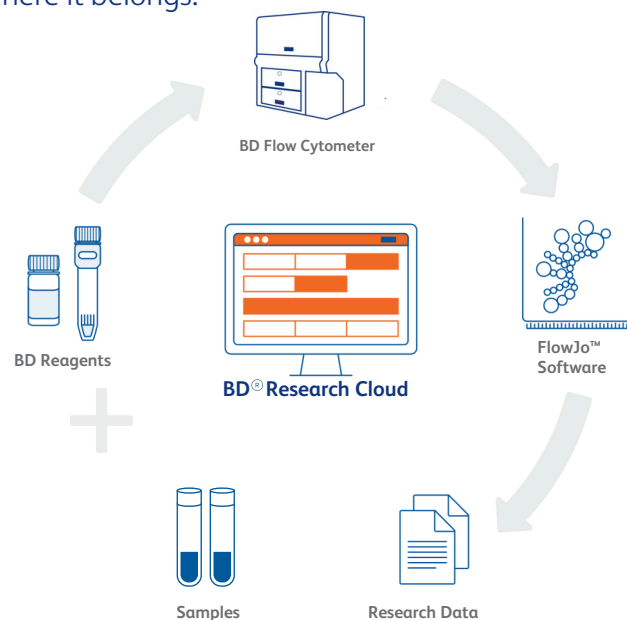 here it belongs.
BD Flow Cytometer
BD Reagents
BD® Research Cloud
FlowJo™
Software
Samples
Research Data